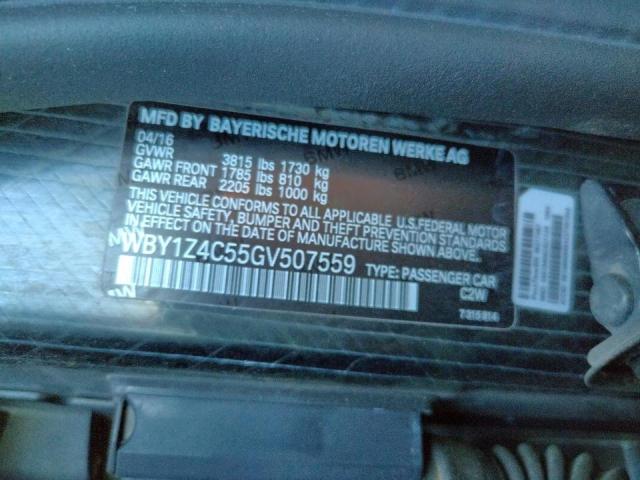 MFD BY BAYERISCHE MOTOREN WERKE AG
04/16
GVWR 3815 lbs 1730 kg
GAWR FRONT 1785 lbs 810 kg
GAWR REAR 2205 lbs 1000 kg
THIS VEHICLE CONFORMS TO ALL APPLICABLE U.S. FEDERAL MOTOR
VEHICLE SAFETY, BUMPER AND THEFT PREVENTION STANDARDS
IN EFFECT ON THE DATE OF MANUFACTURE SHOWN ABOVE.
WBY1Z4C55GV507559 TYPE: PASSENGER CAR
C2W
7315814